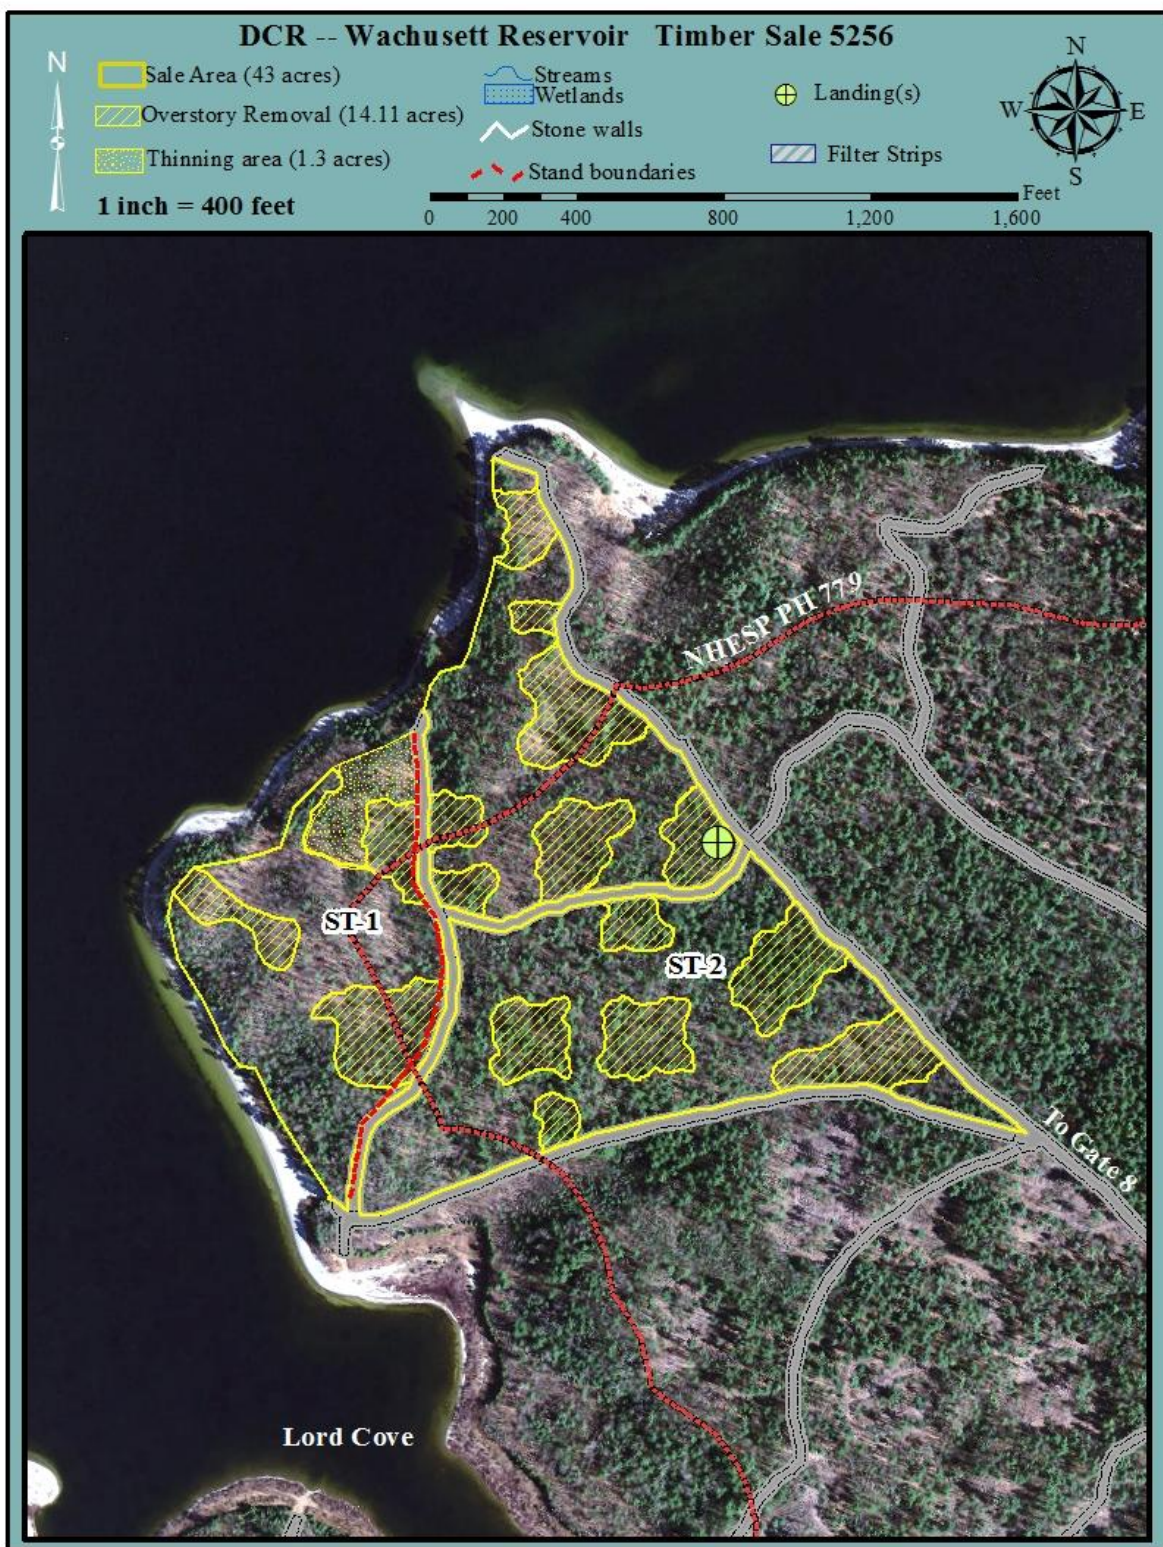 DCR -- Wachusett Reservoir Timber Sale 5256
N
Sale Area (43 acres)
Overstory Removal (14.11 acres)
Thinning area (1.3 acres)
1 inch = 400 feet
Streams
Wetlands
Stone walls
Stand boundaries
Landing(s)
Filter Strips
N
W
E
S
Feet
0 200 400 800 1,200 1,600
NHESP PH 779
ST-1
ST-2
To Gate 8
Lord Cove